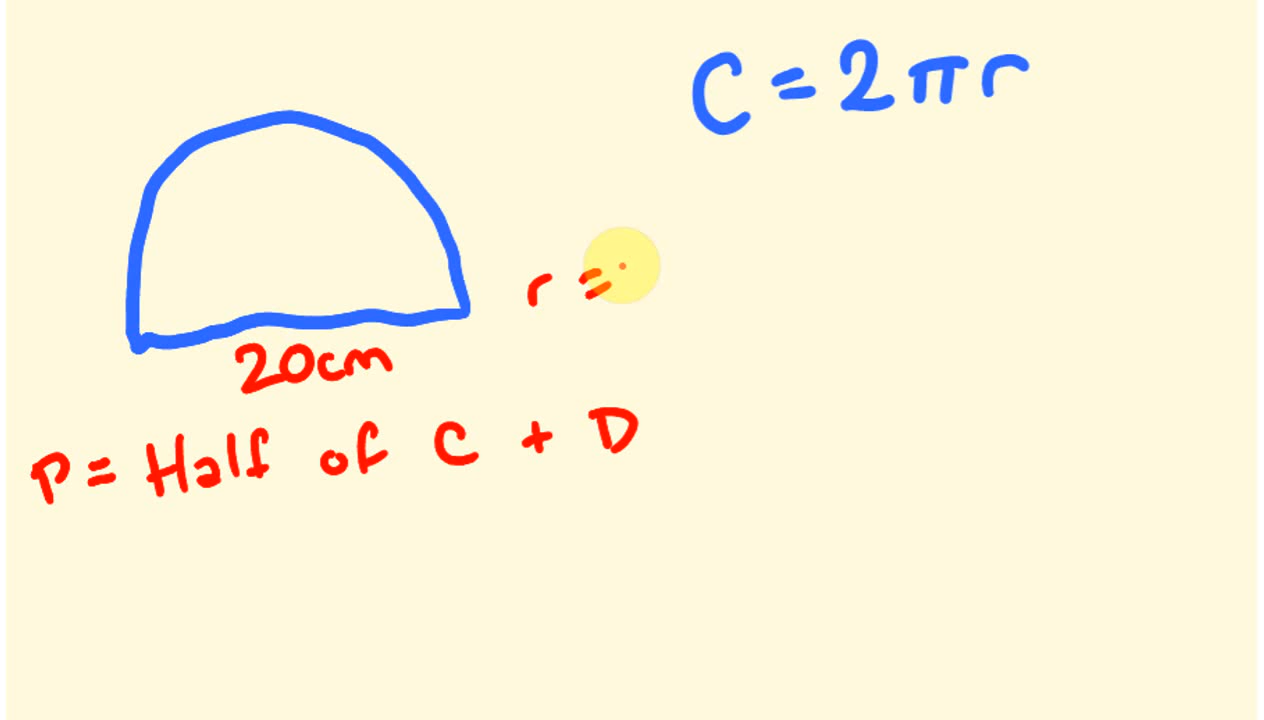 C = 2πr
r =
20cm
P = Half of C + D